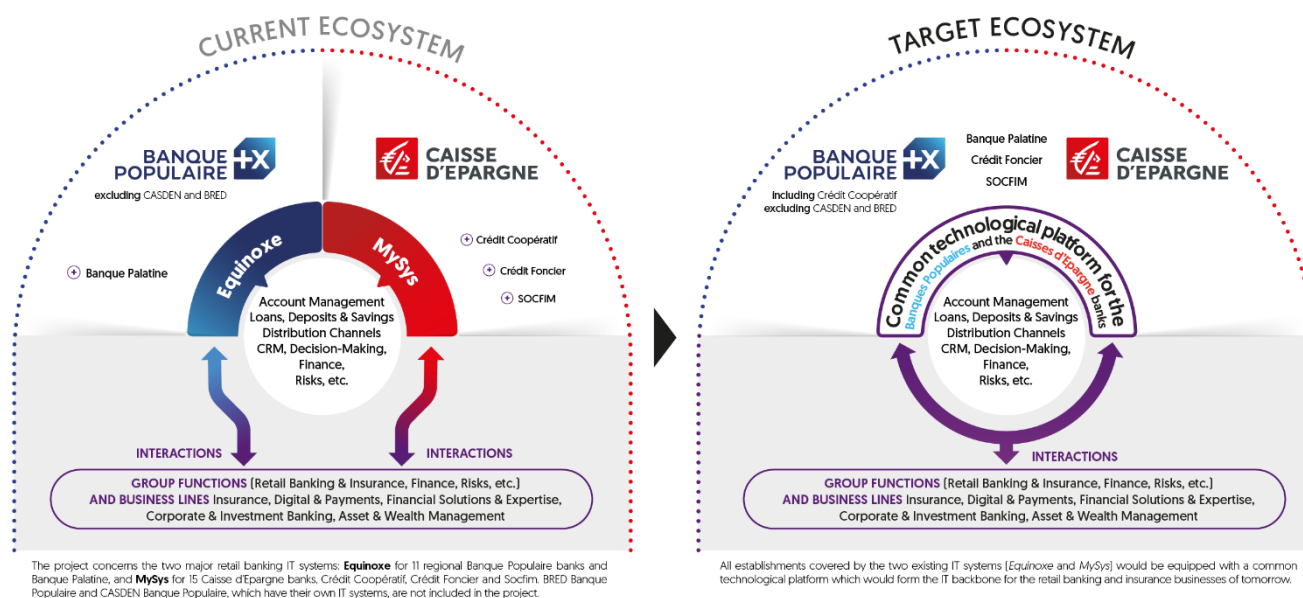 CURRENT ECOSYSTEM
BANQUE
POPULAIRE
+X
excluding CASDEN and BRED
CAISSE
D'EPARGNE
Equinoxe
MySys
Banque Palatine
Crédit Coopératif
Crédit Foncier
SOCFIM
Account Management
Loans, Deposits & Savings
Distribution Channels
CRM, Decision-Making,
Finance,
Risks, etc.
INTERACTIONS
INTERACTIONS
GROUP FUNCTIONS (Retail Banking & Insurance, Finance, Risks, etc.)
AND BUSINESS LINES Insurance, Digital & Payments, Financial Solutions & Expertise,
Corporate & Investment Banking, Asset & Wealth Management
The project concerns the two major retail banking IT systems: Equinoxe for 11 regional Banque Populaire banks and
Banque Palatine, and MySys for 15 Caisse d'Epargne banks, Crédit Coopératif, Crédit Foncier and Socfim. BRED Banque
Populaire and CASDEN Banque Populaire, which have their own IT systems, are not included in the project.
TARGET ECOSYSTEM
BANQUE
POPULAIRE
+X
including Crédit Coopératif
excluding CASDEN and BRED
Banque Palatine
Crédit Foncier
SOCFIM
CAISSE
D'EPARGNE
Common technological platform for the
Banques Populaires and the Caisses d'Epargne banks
Account Management
Loans, Deposits & Savings
Distribution Channels
CRM, Decision-Making,
Finance,
Risks, etc.
INTERACTIONS
GROUP FUNCTIONS (Retail Banking & Insurance, Finance, Risks, etc.)
AND BUSINESS LINES Insurance, Digital & Payments, Financial Solutions & Expertise,
Corporate & Investment Banking, Asset & Wealth Management
All establishments covered by the two existing IT systems (Equinoxe and MySys) would be equipped with a common
technological platform which would form the IT backbone for the retail banking and insurance businesses of tomorrow.